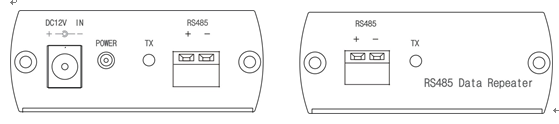 DC12V IN
+ -
POWER
TX
RS485
+ -
RS485
+ -
TX
RS485 Data Repeater